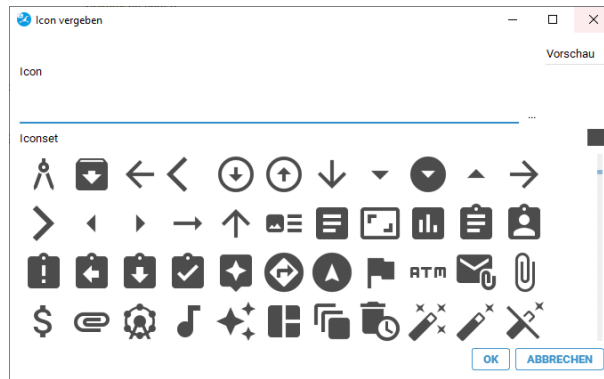 Icon vergeben
Vorschau
Icon
...
Iconset
ATM
OK
ABBRECHEN